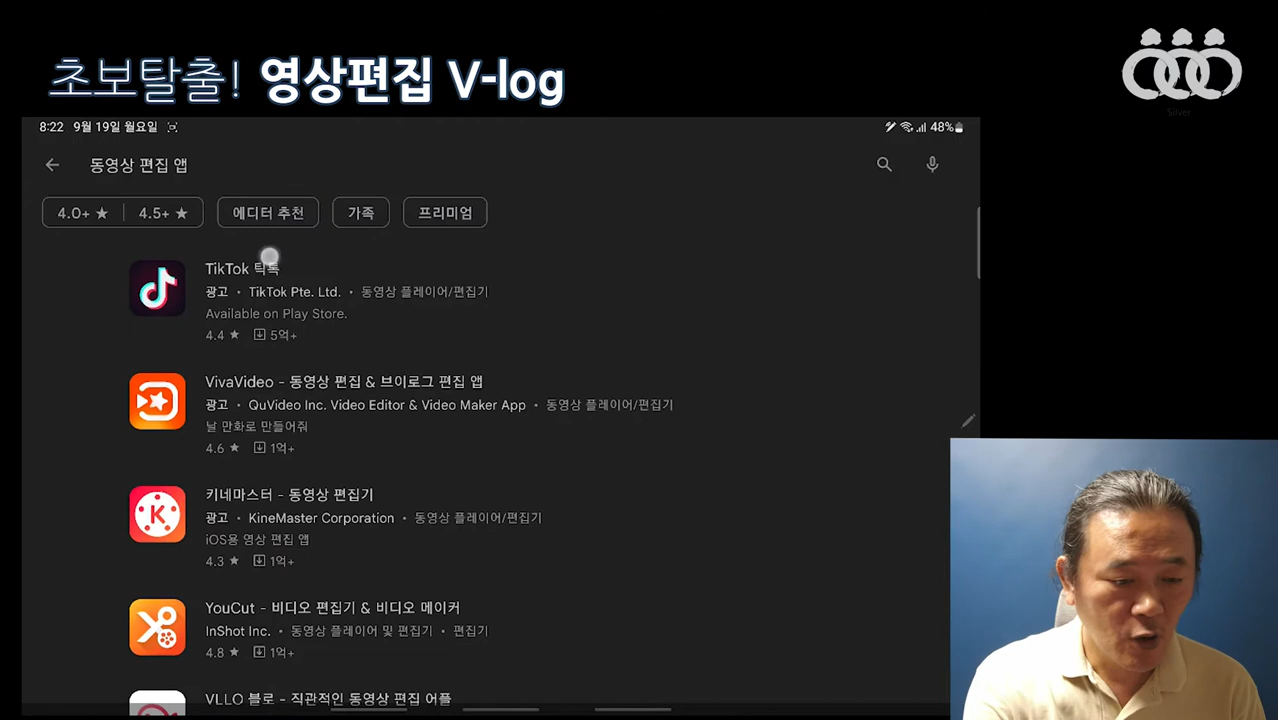 초보탈출! 영상편집 V-log
Silver
8:22 9월 19일 월요일 48%
동영상 편집 앱
4.0+ ★ 4.5+ ★ 에디터 추천 가족 프리미엄
TikTok 틱톡
광고 • TikTok Pte. Ltd. • 동영상 플레이어/편집기
Available on Play Store.
4.4 ★ 5억+
VivaVideo - 동영상 편집 & 브이로그 편집 앱
광고 • QuVideo Inc. Video Editor & Video Maker App • 동영상 플레이어/편집기
날 만화로 만들어줘
4.6 ★ 1억+
키네마스터 - 동영상 편집기
광고 • KineMaster Corporation • 동영상 플레이어/편집기
iOS용 영상 편집 앱
4.3 ★ 1억+
YouCut - 비디오 편집기 & 비디오 메이커
InShot Inc. • 동영상 플레이어 및 편집기 • 편집기
4.8 ★ 1억+
VLLO 블로 - 직관적인 동영상 편집 어플